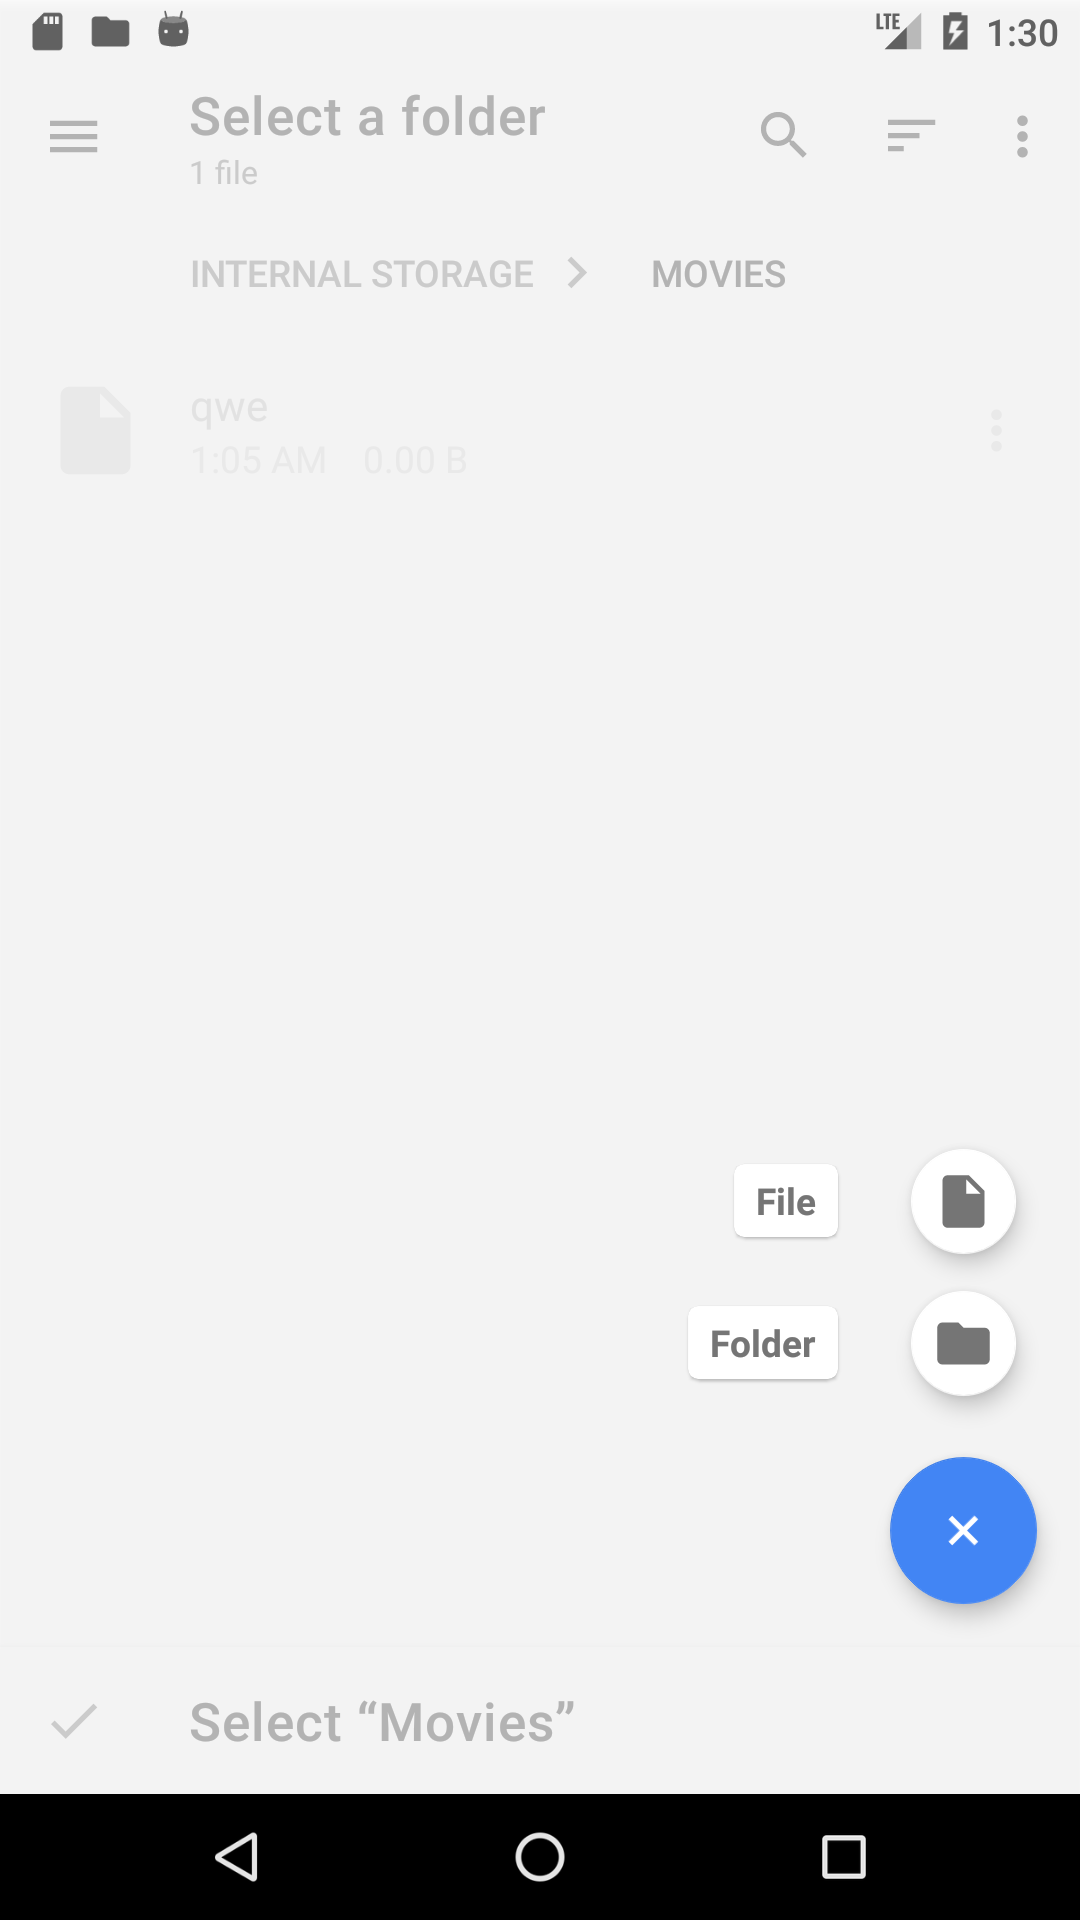 LTE 1:30
Select a folder
1 file
INTERNAL STORAGE MOVIES
qwe
1:05 AM 0.00 B
File
Folder
Select “Movies”